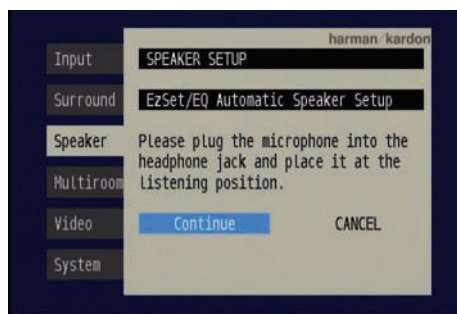 harman/kardon
Input
SPEAKER SETUP
Surround
EzSet/EQ Automatic Speaker Setup
Speaker
Please plug the microphone into the
headphone jack and place it at the
listening position.
Multiroom
Video
Continue
CANCEL
System